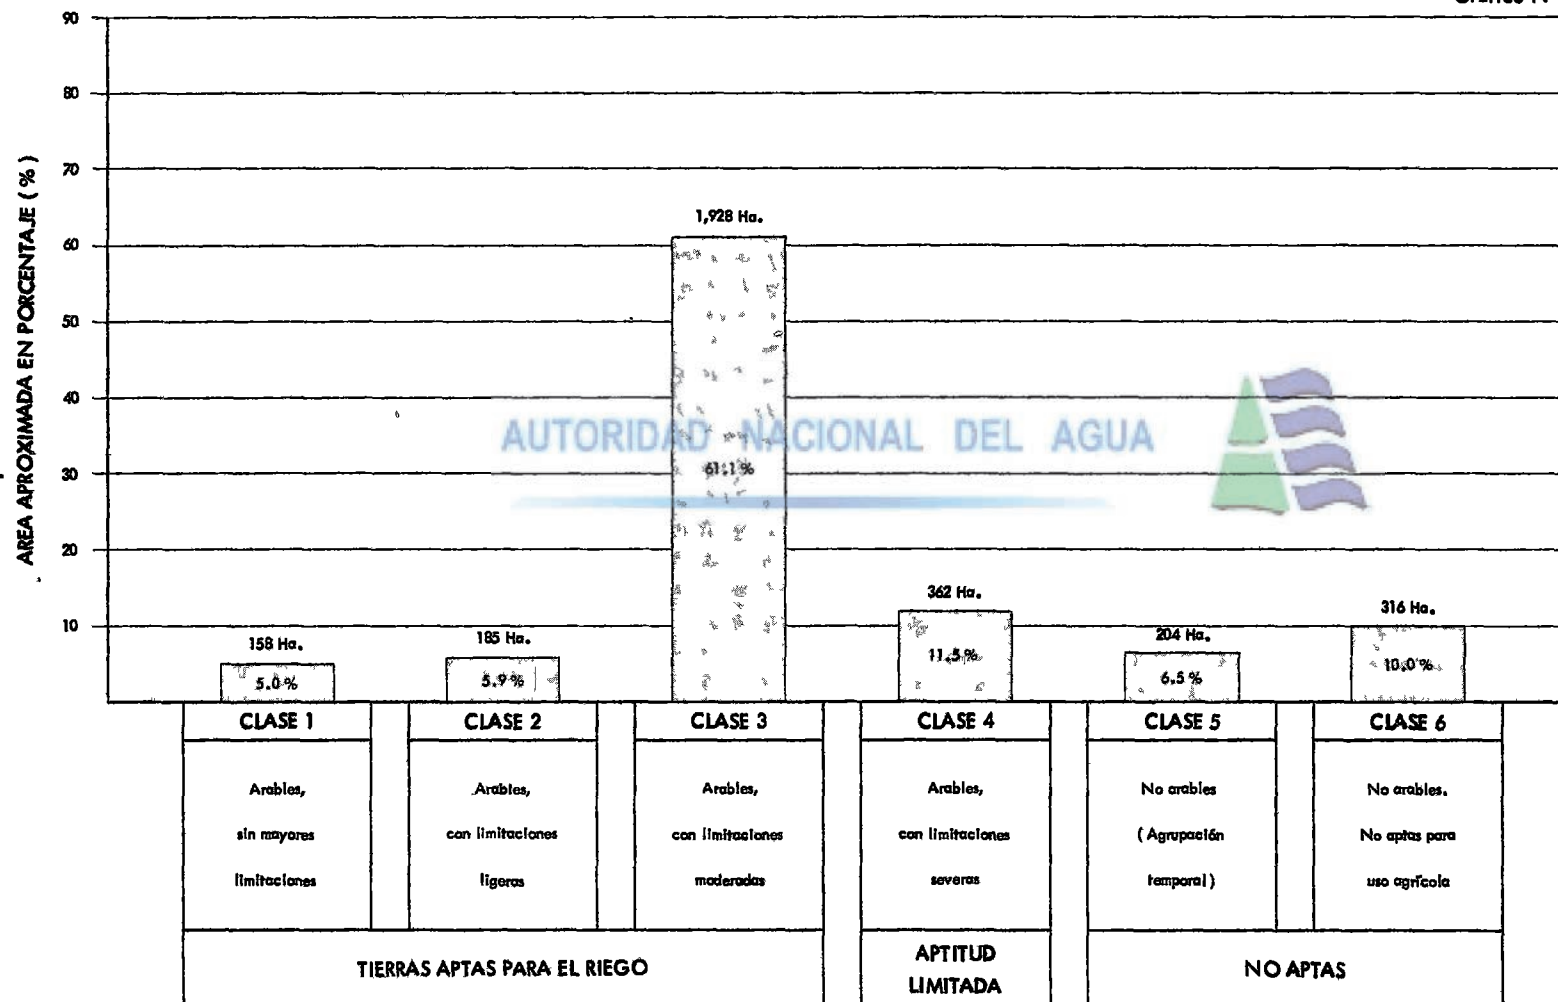 90
80
70
60
50
40
30
20
10
AREA APROXIMADA EN PORCENTAJE ( % )
1,928 Ha.
61.1 %
AUTORIDAD NACIONAL DEL AGUA
362 Ha.
11.5 %
316 Ha.
10.0 %
158 Ha.
5.0 %
185 Ha.
5.9 %
204 Ha.
6.5 %
CLASE 1
CLASE 2
CLASE 3
CLASE 4
CLASE 5
CLASE 6
Arables,
sin mayores
limitaciones
Arables,
con limitaciones
ligeras
Arables,
con limitaciones
moderadas
Arables,
con limitaciones
severas
No arables
( Agrupación
temporal )
No arables.
No aptas para
uso agrícola
TIERRAS APTAS PARA EL RIEGO
APTITUD
LIMITADA
NO APTAS